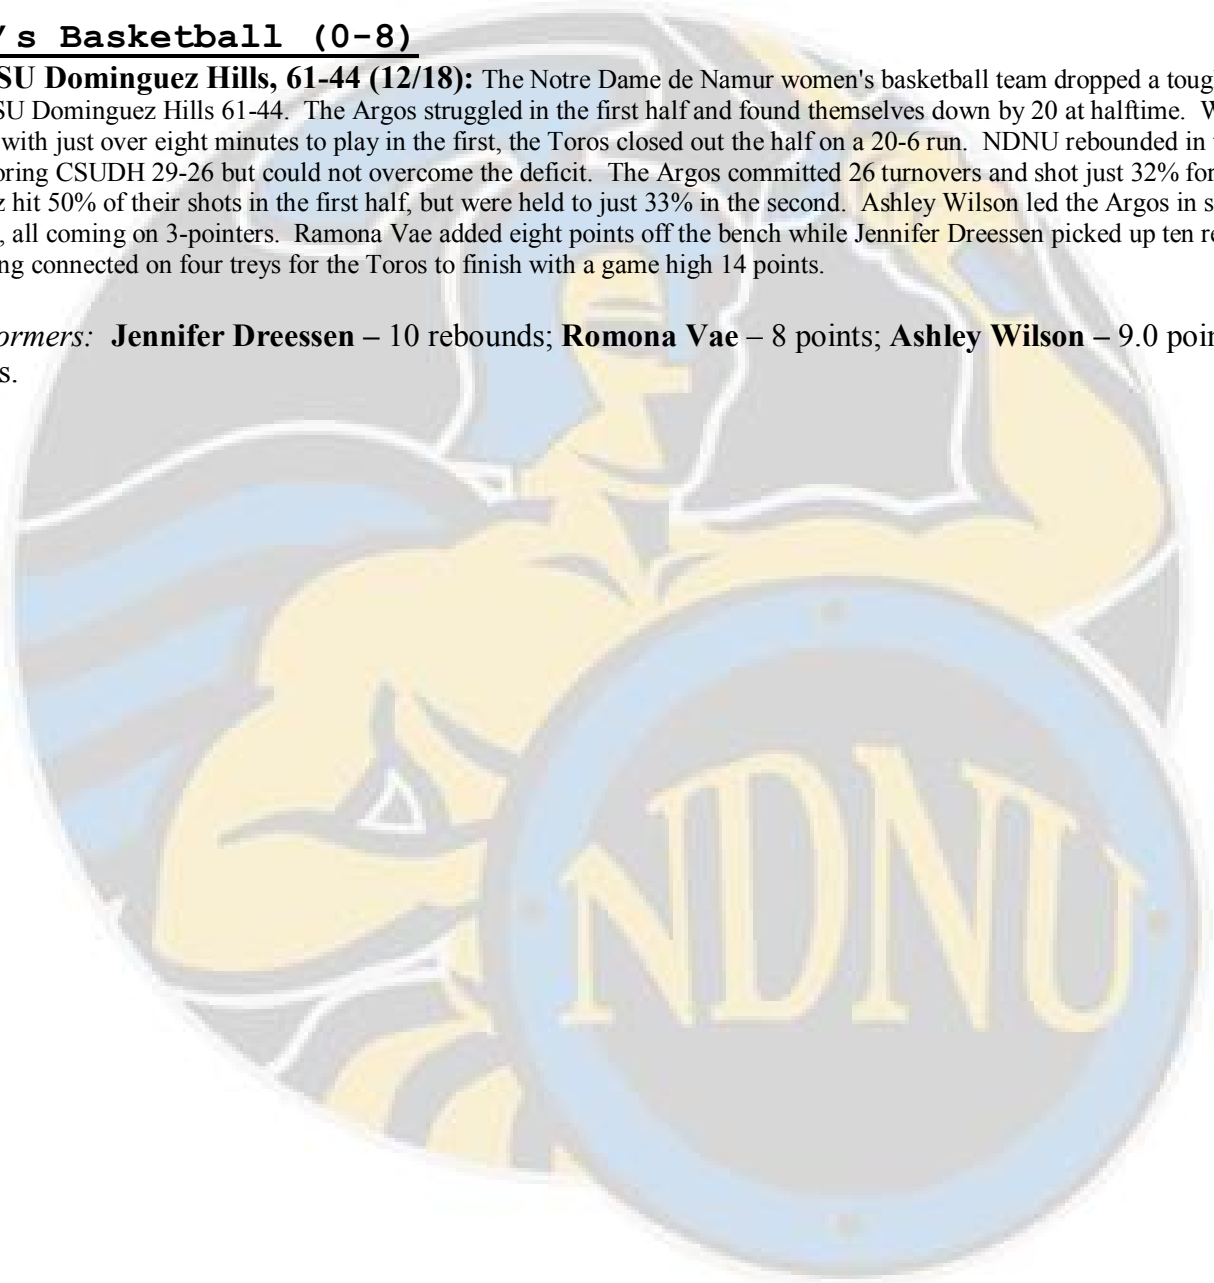 's Basketball (0-8)
SU Dominguez Hills, 61-44 (12/18): The Notre Dame de Namur women's basketball team dropped a toug
SU Dominguez Hills 61-44. The Argos struggled in the first half and found themselves down by 20 at halftime. W
with just over eight minutes to play in the first, the Toros closed out the half on a 20-6 run. NDNU rebounded in
oring CSUDH 29-26 but could not overcome the deficit. The Argos committed 26 turnovers and shot just 32% for
z hit 50% of their shots in the first half, but were held to just 33% in the second. Ashley Wilson led the Argos in s
, all coming on 3-pointers. Ramona Vae added eight points off the bench while Jennifer Dreessen picked up ten re
ng connected on four treys for the Toros to finish with a game high 14 points.
ormers: Jennifer Dreessen – 10 rebounds; Romona Vae – 8 points; Ashley Wilson – 9.0 poin
s.
NDNU